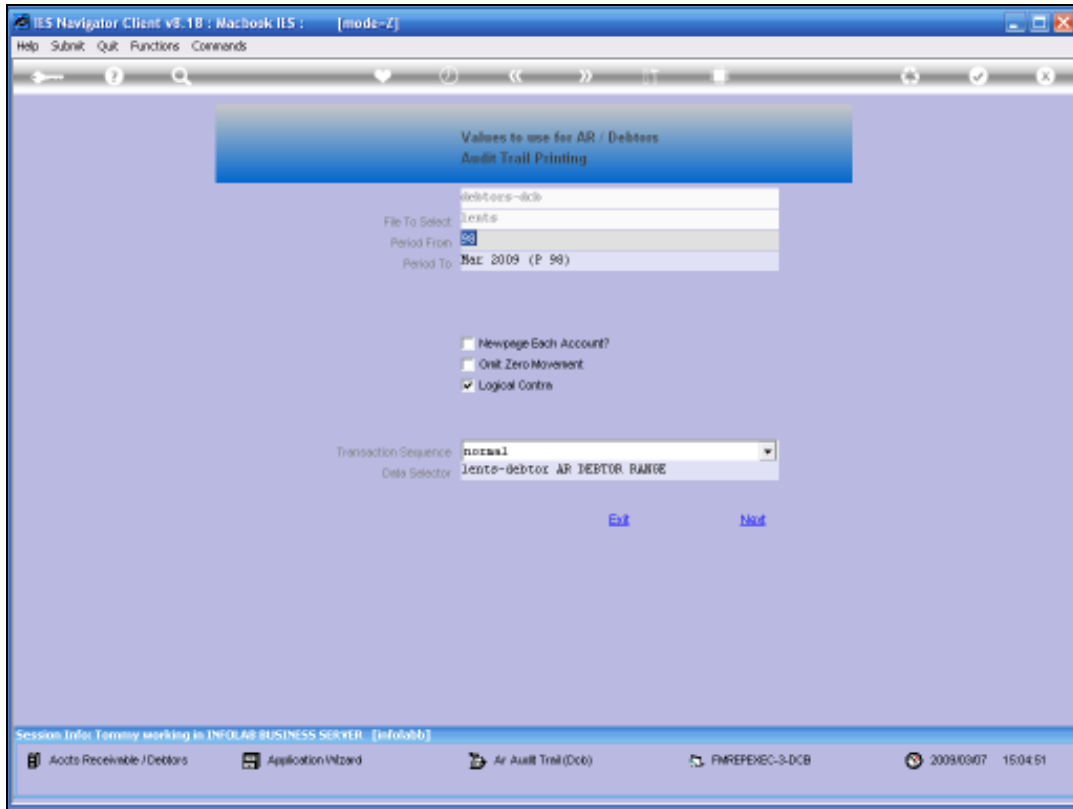 IES Navigator Client v8.18 : Macbook IES : [mode=Z]
Help Submit Quit Functions Commands
Values to use for AR / Debtors
Audit Trail Printing
debtors-dcb
File To Select lents
Period From 98
Period To Mar 2009 (P 98)
Newpage Each Account?
Omit Zero Movement
Logical Contra
Transaction Sequence normal
Data Selector lents-debtor AR DEBTOR RANGE
Exit Next
Session Info: Tommy working in INFOLAB BUSINESS SERVER [infolabb]
Accts Receivable / Debtors Application Wizard Ar Audit Trail (Dcb) FMREPEXEC-3-DCB 2009/03/07 15:04:51